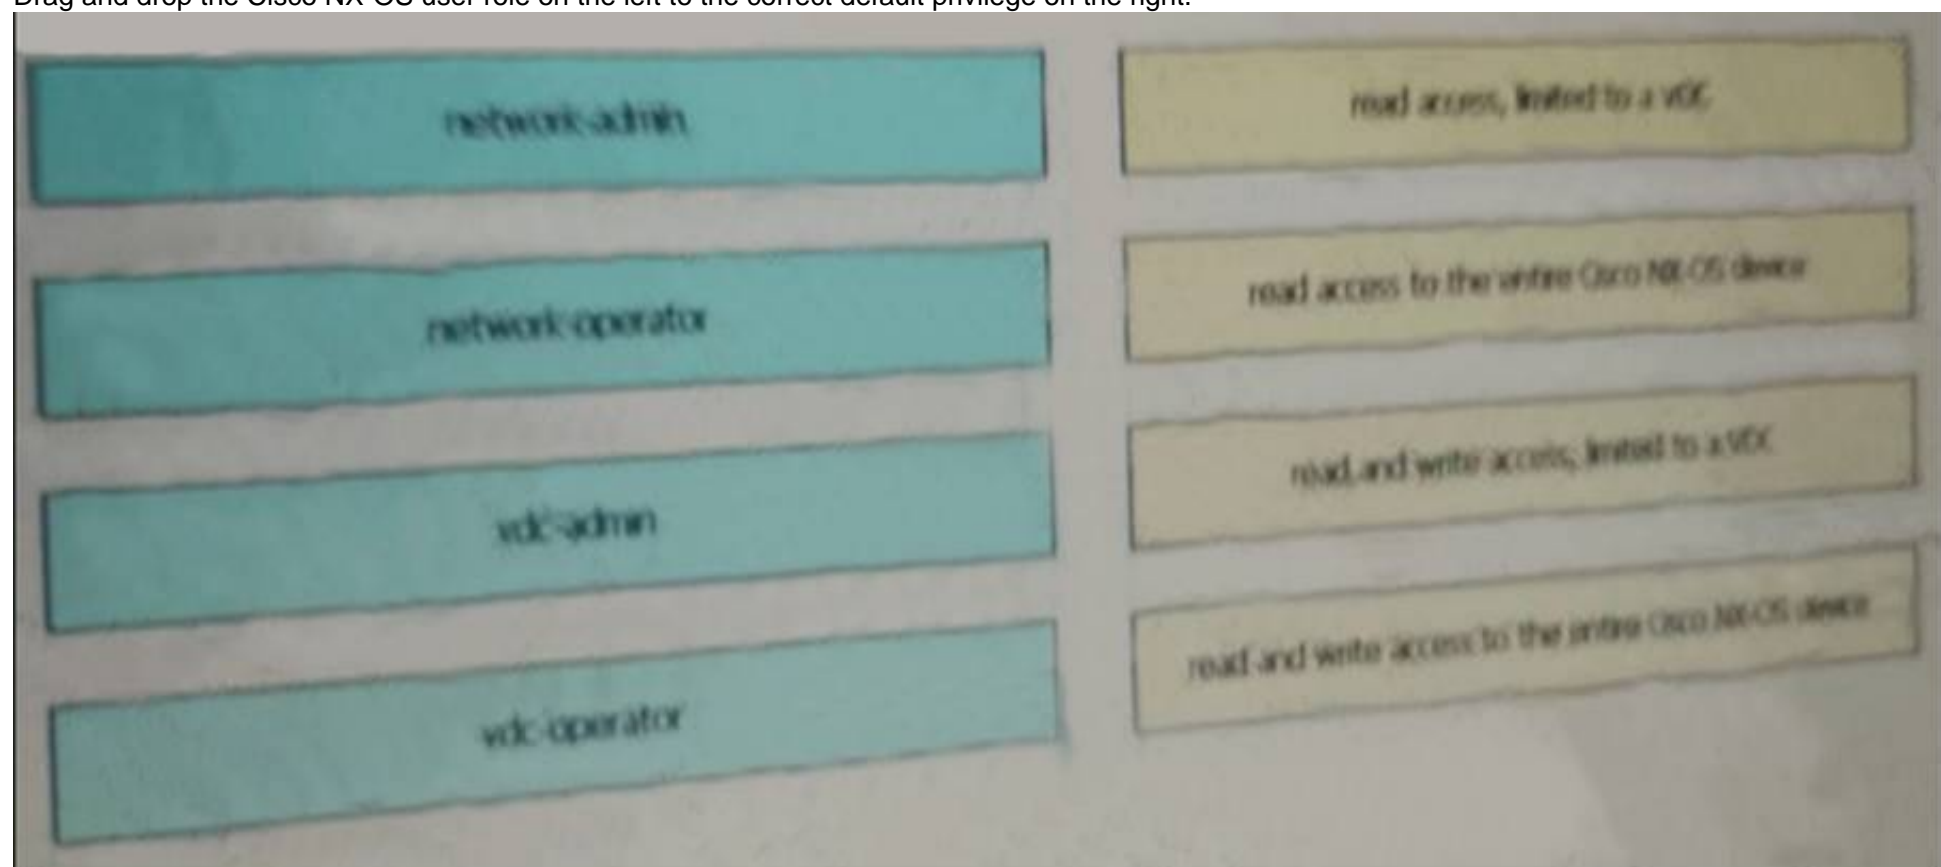 Drag and drop the Cisco NX-OS user role on the left to the correct default privilege on the right.
network-admin
read access, limited to a VDC
network-operator
read access to the entire Cisco NX-OS device
vdc-admin
read and write access, limited to a VDC
vdc-operator
read and write access to the entire Cisco NX-OS device